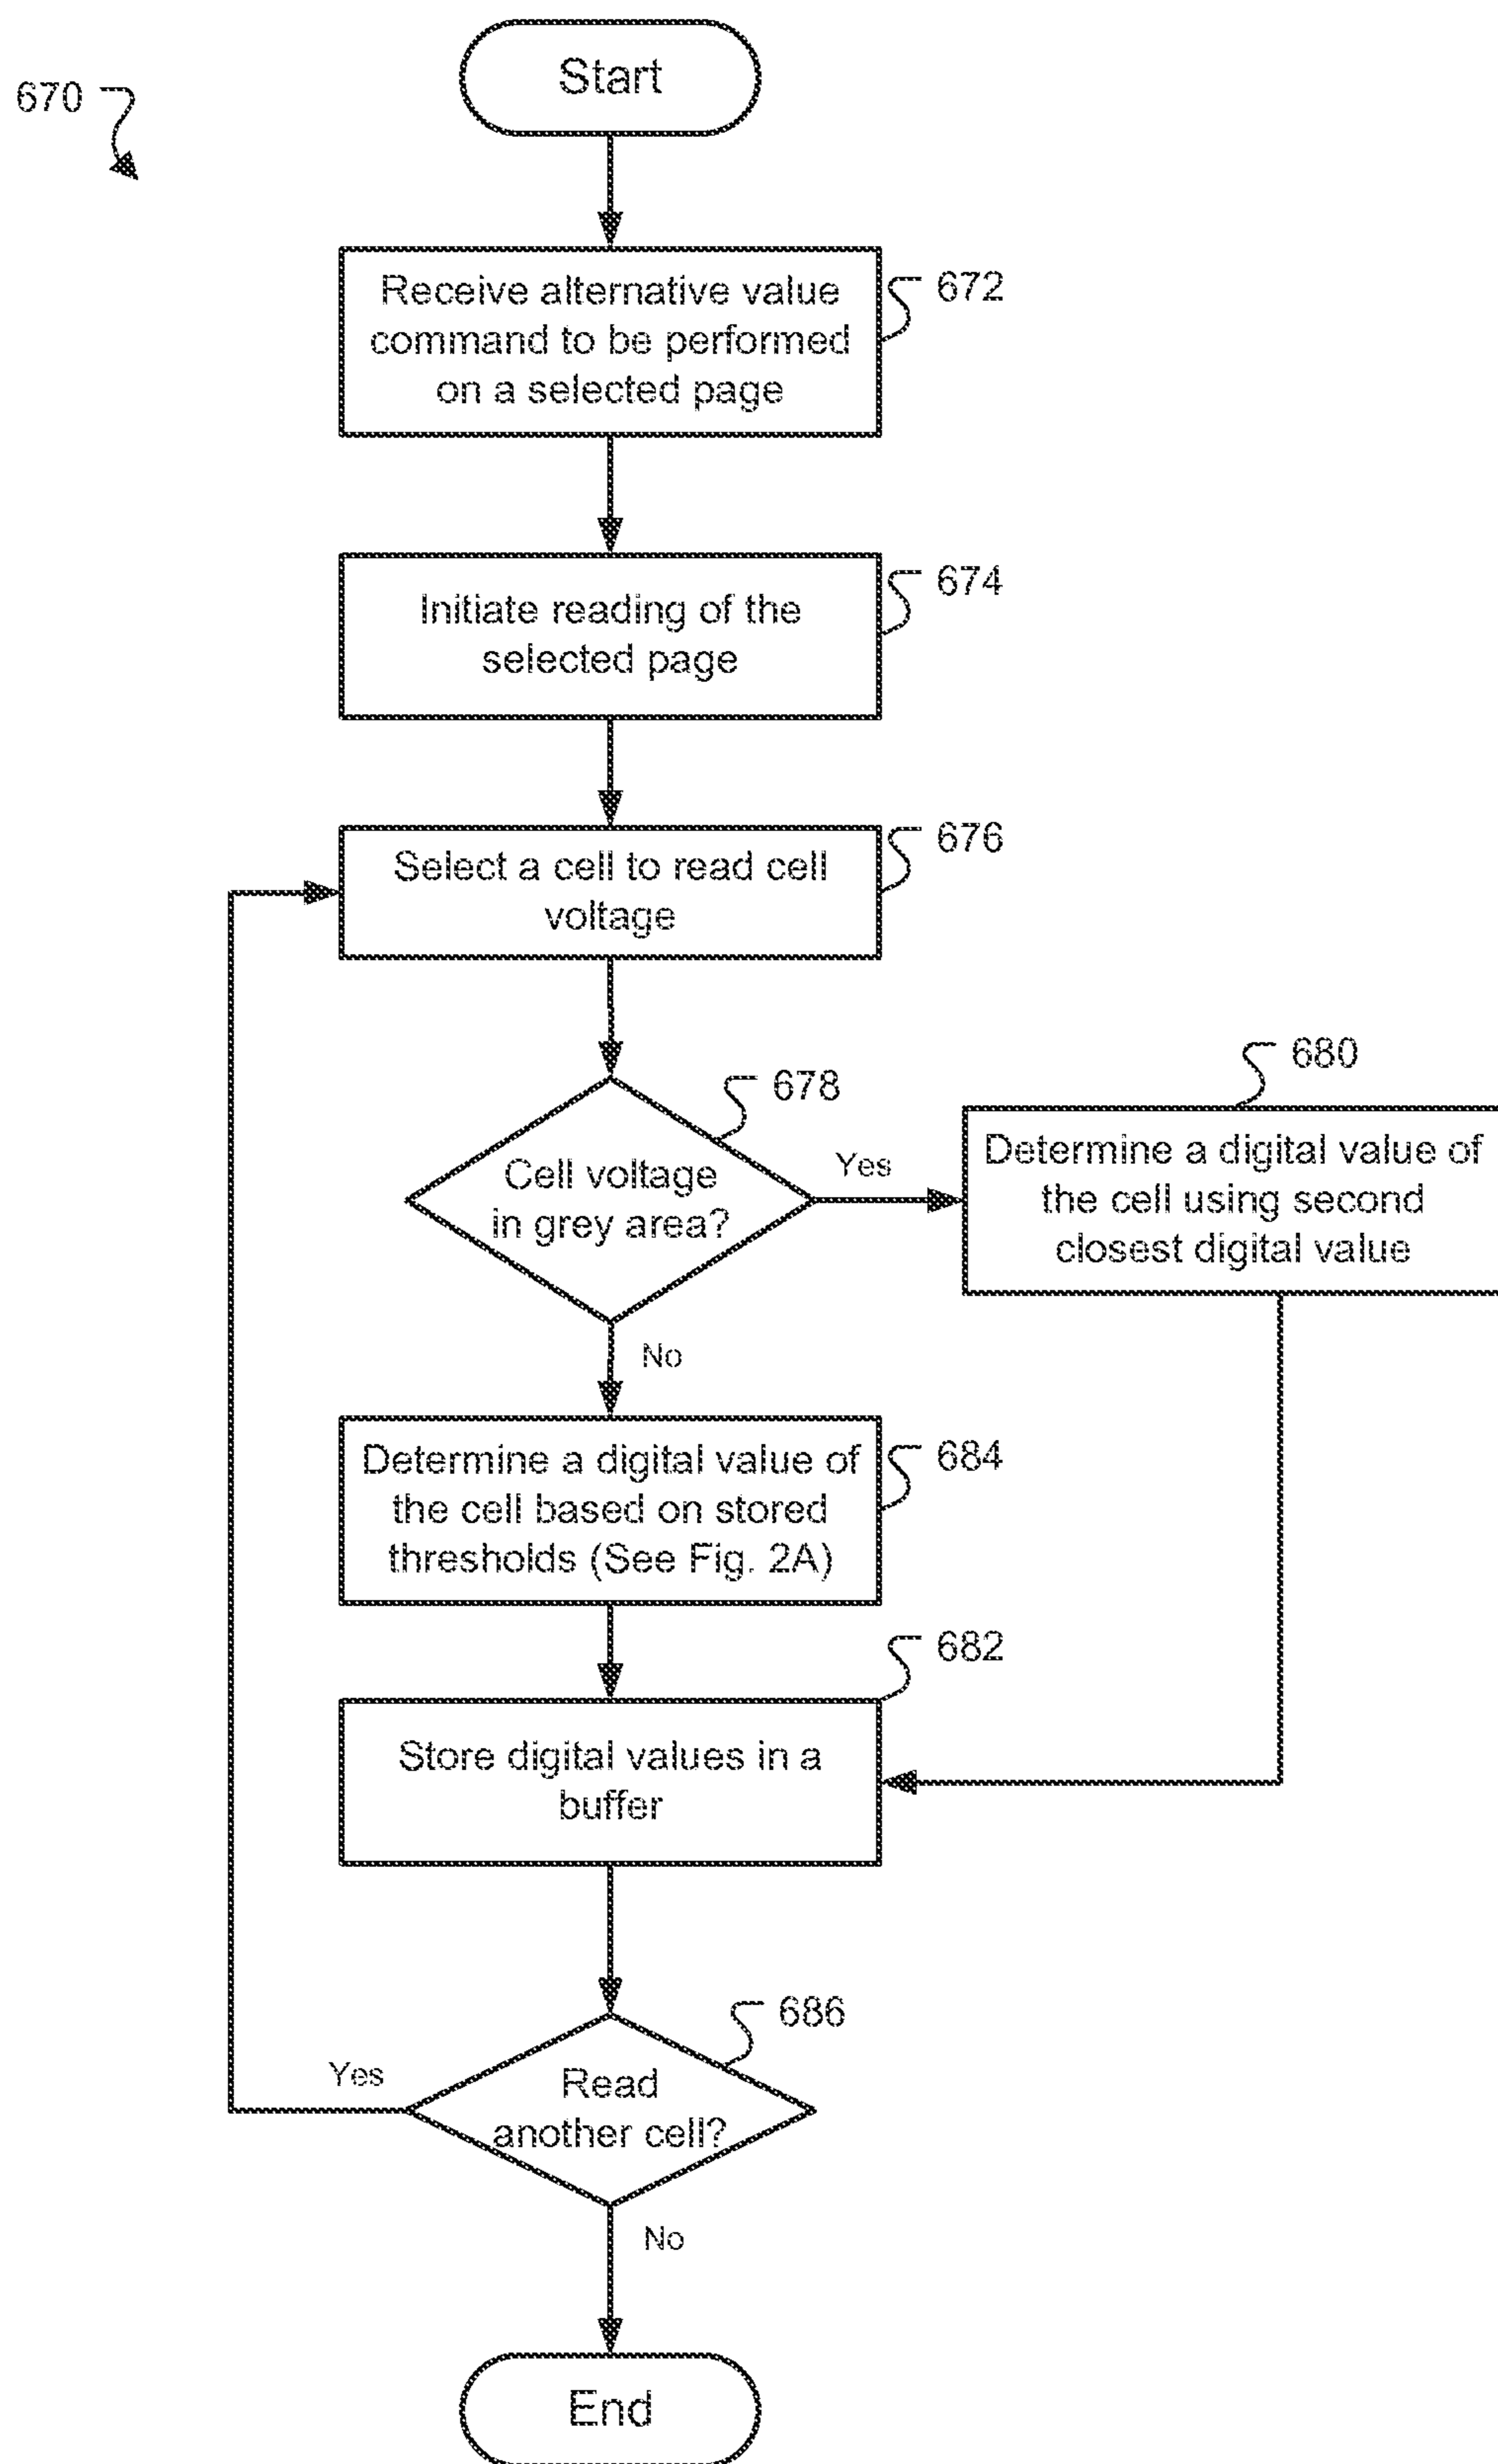 Start
670
Receive alternative value
command to be performed
on a selected page
672
Initiate reading of the
selected page
674
Select a cell to read cell
voltage
676
Cell voltage
in grey area?
678
Yes
680
Determine a digital value of
the cell using second
closest digital value
No
Determine a digital value of
the cell based on stored
thresholds (See Fig. 2A)
684
Store digital values in a
buffer
682
Read
another cell?
686
Yes
No
End